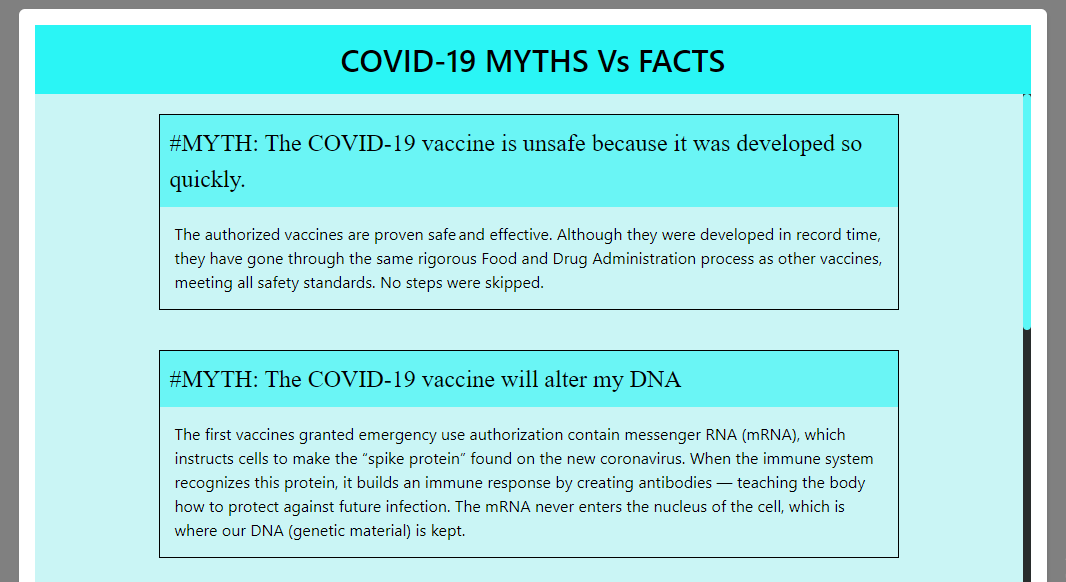 COVID-19 MYTHS Vs FACTS
#MYTH: The COVID-19 vaccine is unsafe because it was developed so
quickly.
The authorized vaccines are proven safe and effective. Although they were developed in record time,
they have gone through the same rigorous Food and Drug Administration process as other vaccines,
meeting all safety standards. No steps were skipped.
#MYTH: The COVID-19 vaccine will alter my DNA
The first vaccines granted emergency use authorization contain messenger RNA (mRNA), which
instructs cells to make the “spike protein” found on the new coronavirus. When the immune system
recognizes this protein, it builds an immune response by creating antibodies — teaching the body
how to protect against future infection. The mRNA never enters the nucleus of the cell, which is
where our DNA (genetic material) is kept.